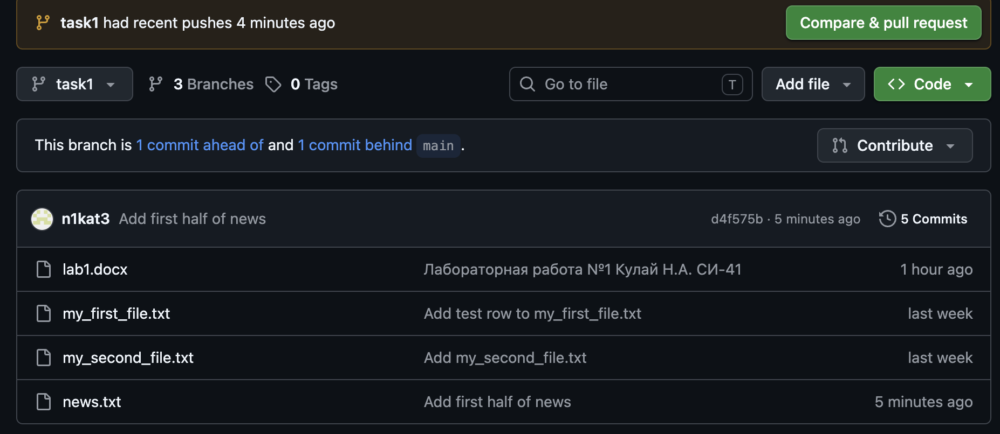 task1 had recent pushes 4 minutes ago
Compare & pull request
task1
3 Branches
0 Tags
Go to file
T
Add file
Code
This branch is 1 commit ahead of and 1 commit behind main .
Contribute
n1kat3 Add first half of news
d4f575b · 5 minutes ago
5 Commits
lab1.docx
Лабораторная работа №1 Кулай Н.А. СИ-41
1 hour ago
my_first_file.txt
Add test row to my_first_file.txt
last week
my_second_file.txt
Add my_second_file.txt
last week
news.txt
Add first half of news
5 minutes ago